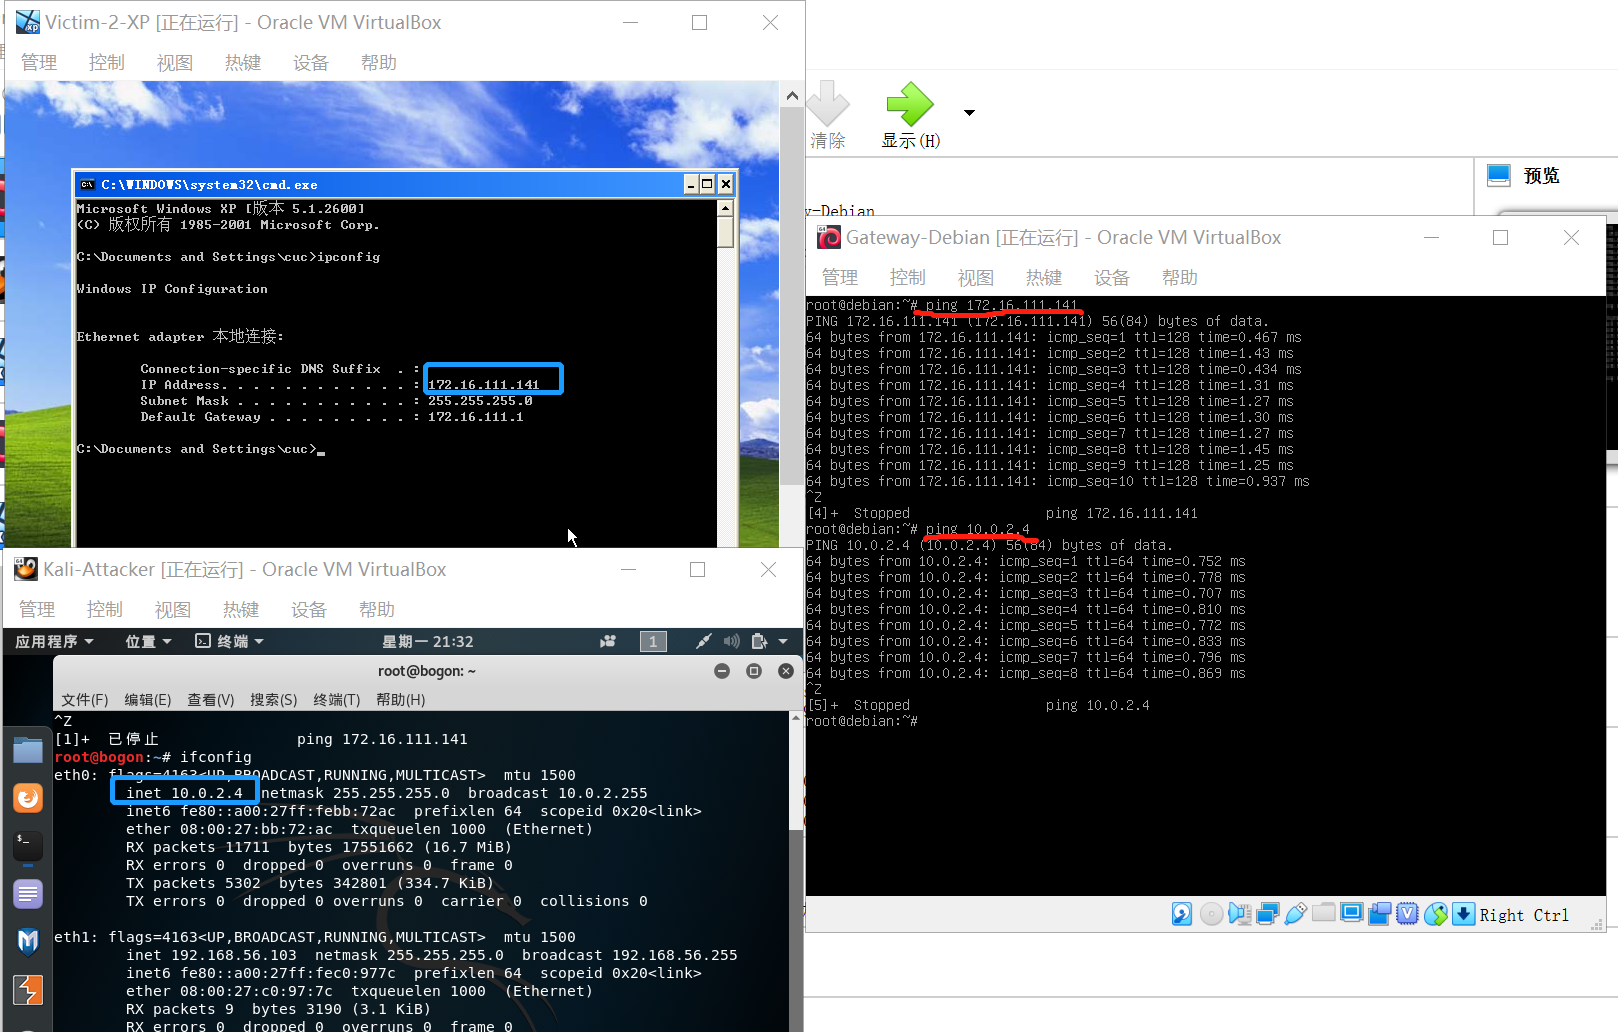 Victim-2-XP [正在运行] - Oracle VM VirtualBox
管理 控制 视图 热键 设备 帮助
C:\WINDOWS\system32\cmd.exe
Microsoft Windows XP [版本 5.1.2600]
(C) 版权所有 1985-2001 Microsoft Corp.
C:\Documents and Settings\cuc>ipconfig
Windows IP Configuration
Ethernet adapter 本地连接:
Connection-specific DNS Suffix . :
IP Address. . . . . . . . . . . . : 172.16.111.141
Subnet Mask . . . . . . . . . . . : 255.255.255.0
Default Gateway . . . . . . . . . : 172.16.111.1
C:\Documents and Settings\cuc>_
清除
显示(H)
预览
y-Debian
Gateway-Debian [正在运行] - Oracle VM VirtualBox
管理 控制 视图 热键 设备 帮助
root@debian:~# ping 172.16.111.141
PING 172.16.111.141 (172.16.111.141) 56(84) bytes of data.
64 bytes from 172.16.111.141: icmp_seq=1 ttl=128 time=0.467 ms
64 bytes from 172.16.111.141: icmp_seq=2 ttl=128 time=1.43 ms
64 bytes from 172.16.111.141: icmp_seq=3 ttl=128 time=0.434 ms
64 bytes from 172.16.111.141: icmp_seq=4 ttl=128 time=1.31 ms
64 bytes from 172.16.111.141: icmp_seq=5 ttl=128 time=1.27 ms
64 bytes from 172.16.111.141: icmp_seq=6 ttl=128 time=1.30 ms
64 bytes from 172.16.111.141: icmp_seq=7 ttl=128 time=1.27 ms
64 bytes from 172.16.111.141: icmp_seq=8 ttl=128 time=1.45 ms
64 bytes from 172.16.111.141: icmp_seq=9 ttl=128 time=1.25 ms
64 bytes from 172.16.111.141: icmp_seq=10 ttl=128 time=0.937 ms
^Z
[4]+  Stopped                 ping 172.16.111.141
root@debian:~# ping 10.0.2.4
PING 10.0.2.4 (10.0.2.4) 56(84) bytes of data.
64 bytes from 10.0.2.4: icmp_seq=1 ttl=64 time=0.752 ms
64 bytes from 10.0.2.4: icmp_seq=2 ttl=64 time=0.778 ms
64 bytes from 10.0.2.4: icmp_seq=3 ttl=64 time=0.707 ms
64 bytes from 10.0.2.4: icmp_seq=4 ttl=64 time=0.810 ms
64 bytes from 10.0.2.4: icmp_seq=5 ttl=64 time=0.772 ms
64 bytes from 10.0.2.4: icmp_seq=6 ttl=64 time=0.833 ms
64 bytes from 10.0.2.4: icmp_seq=7 ttl=64 time=0.796 ms
64 bytes from 10.0.2.4: icmp_seq=8 ttl=64 time=0.869 ms
^Z
[5]+  Stopped                 ping 10.0.2.4
root@debian:~#
Right Ctrl
Kali-Attacker [正在运行] - Oracle VM VirtualBox
管理 控制 视图 热键 设备 帮助
应用程序 位置 终端 星期一 21:32 1
root@bogon: ~
文件(F) 编辑(E) 查看(V) 搜索(S) 终端(T) 帮助(H)
^Z
[1]+  已停止               ping 172.16.111.141
root@bogon:~# ifconfig
eth0: flags=4163<UP,BROADCAST,RUNNING,MULTICAST>  mtu 1500
inet 10.0.2.4  netmask 255.255.255.0  broadcast 10.0.2.255
inet6 fe80::a00:27ff:febb:72ac  prefixlen 64  scopeid 0x20<link>
ether 08:00:27:bb:72:ac  txqueuelen 1000  (Ethernet)
RX packets 11711  bytes 17551662 (16.7 MiB)
RX errors 0  dropped 0  overruns 0  frame 0
TX packets 5302  bytes 342801 (334.7 KiB)
TX errors 0  dropped 0 overruns 0  carrier 0  collisions 0
eth1: flags=4163<UP,BROADCAST,RUNNING,MULTICAST>  mtu 1500
inet 192.168.56.103  netmask 255.255.255.0  broadcast 192.168.56.255
inet6 fe80::a00:27ff:fec0:977c  prefixlen 64  scopeid 0x20<link>
ether 08:00:27:c0:97:7c  txqueuelen 1000  (Ethernet)
RX packets 9  bytes 3190 (3.1 KiB)
RX errors 0  dropped 0  overruns 0  frame 0